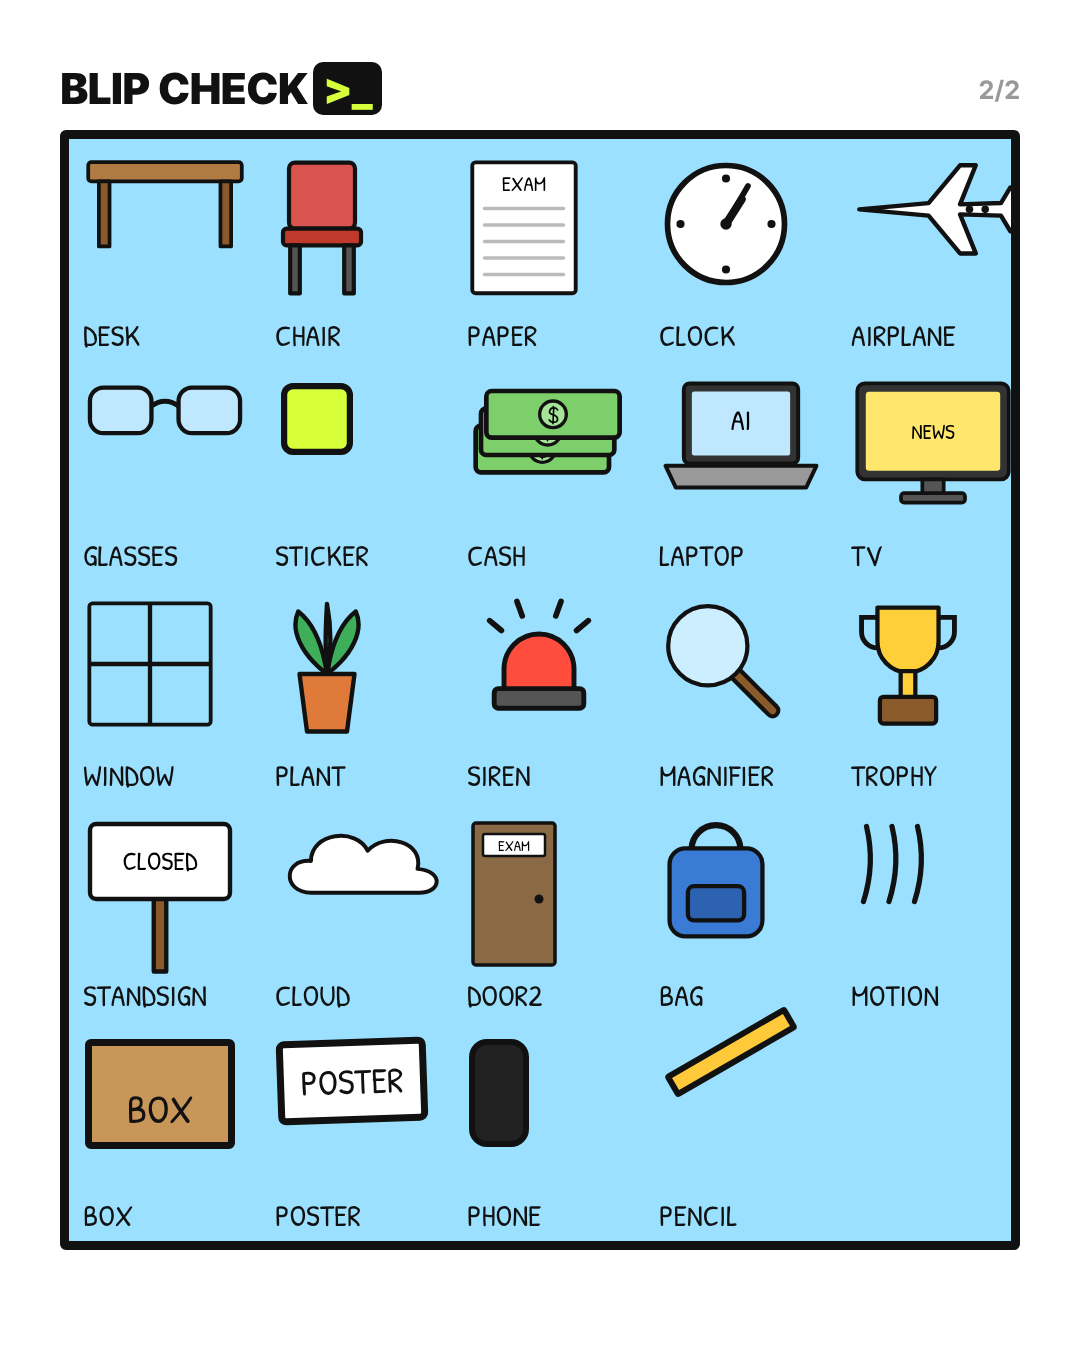 BLIP CHECK >_
2/2
EXAM
DESK CHAIR PAPER CLOCK AIRPLANE
$
AI
NEWS
GLASSES STICKER CASH LAPTOP TV
WINDOW PLANT SIREN MAGNIFIER TROPHY
CLOSED
EXAM
STANDSIGN CLOUD DOOR2 BAG MOTION
BOX
POSTER
BOX POSTER PHONE PENCIL